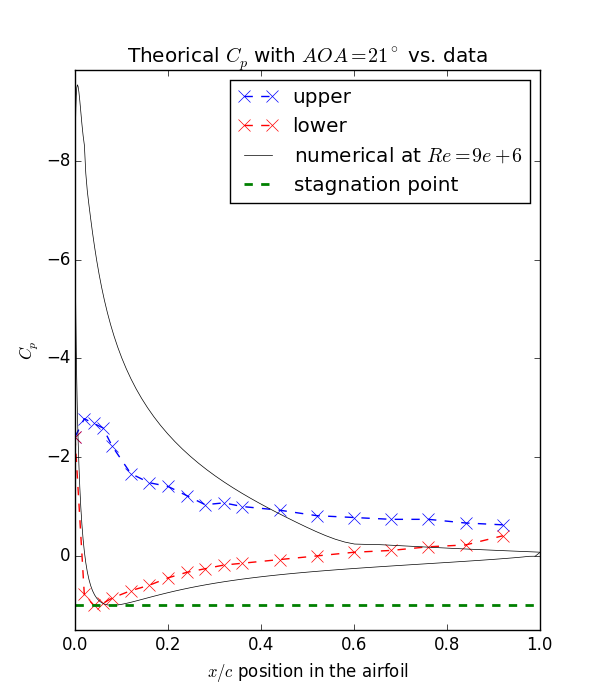 Theorical $C_p$ with $AOA=21^\circ$ vs. data
upper
lower
numerical at $Re=9e+6$
stagnation point
$C_p$
−8
−6
−4
−2
0
0.0 0.2 0.4 0.6 0.8 1.0
$x/c$ position in the airfoil